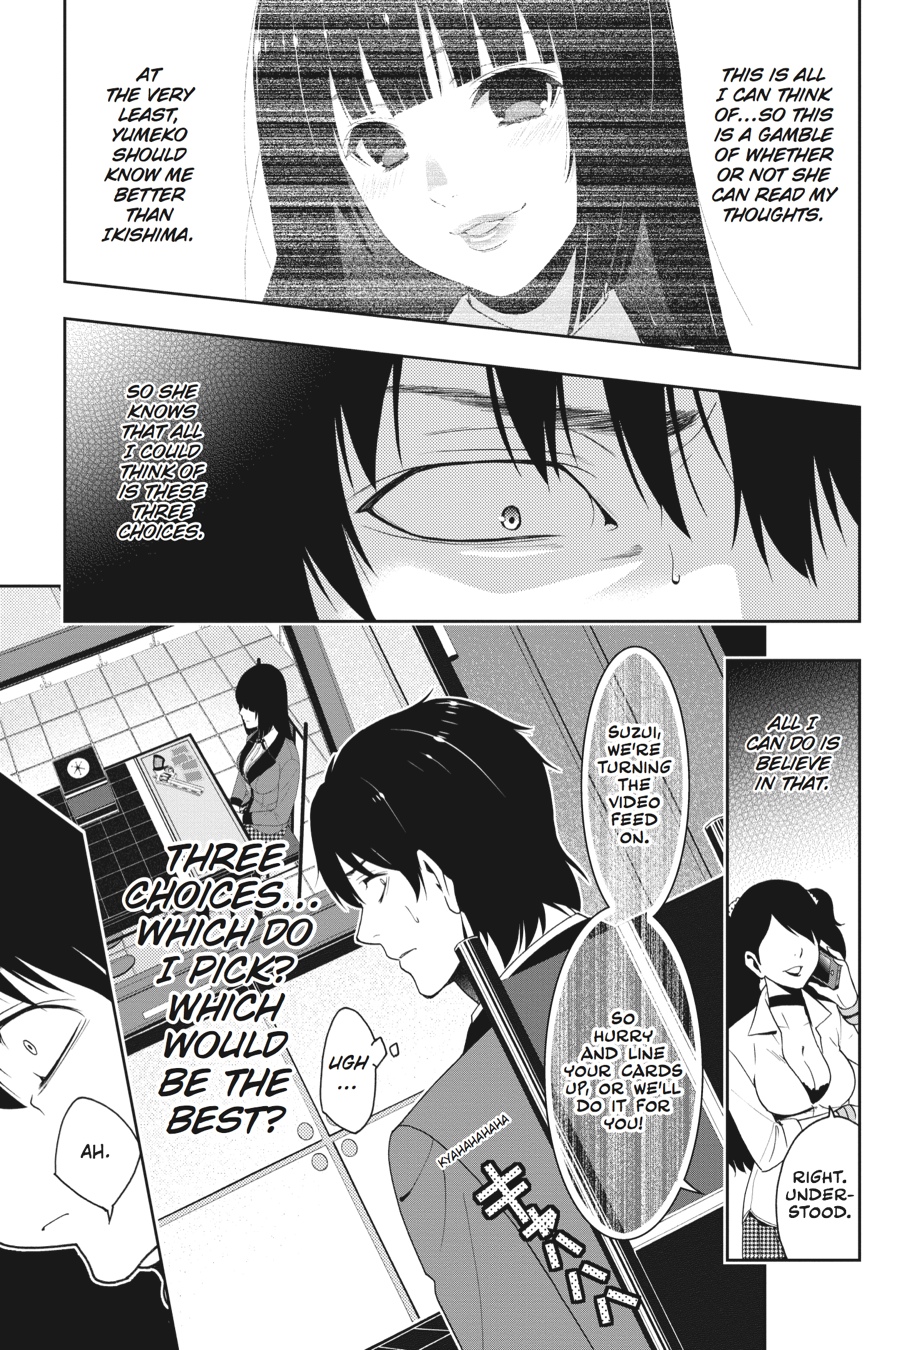 THIS IS ALL
I CAN THINK
OF...SO THIS
IS A GAMBLE
OF WHETHER
OR NOT SHE
CAN READ MY
THOUGHTS.
AT
THE VERY
LEAST,
YUMEKO
SHOULD
KNOW ME
BETTER
THAN
IKISHIMA.
SO SHE
KNOWS
THAT ALL
I COULD
THINK OF
IS THESE
THREE
CHOICES.
ALL I
CAN DO IS
BELIEVE
IN THAT.
RIGHT.
UNDER-
STOOD.
SUZUI,
WE'RE
TURNING
THE
VIDEO
FEED
ON.
SO
HURRY
AND LINE
YOUR CARDS
UP, OR WE'LL
DO IT FOR
YOU!
KYAHAHAHAHA
キャハハハハ
UGH
...
THREE
CHOICES...
WHICH DO
I PICK?
WHICH
WOULD
BE THE
BEST?
AH.